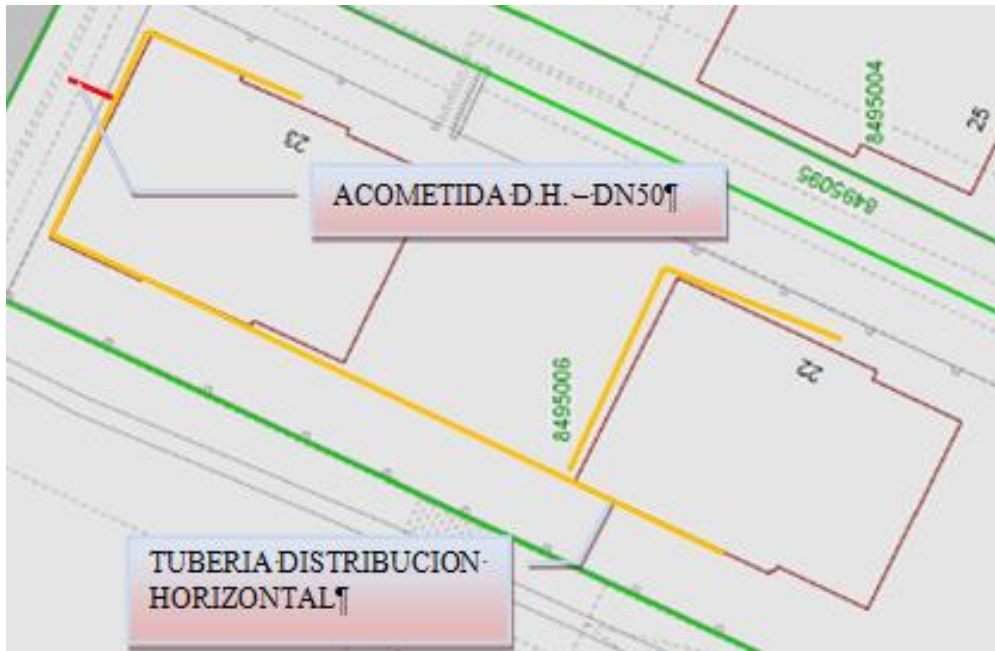 8495004
25
23
8495095
ACOMETIDA·D.H.·–·DN50¶
22
8495006
TUBERIA·DISTRIBUCION·
HORIZONTAL¶